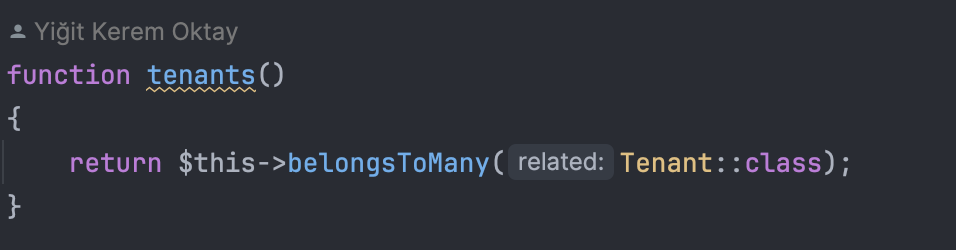 Yiğit Kerem Oktay
function tenants()
{
    return $this->belongsToMany( related: Tenant::class);
}